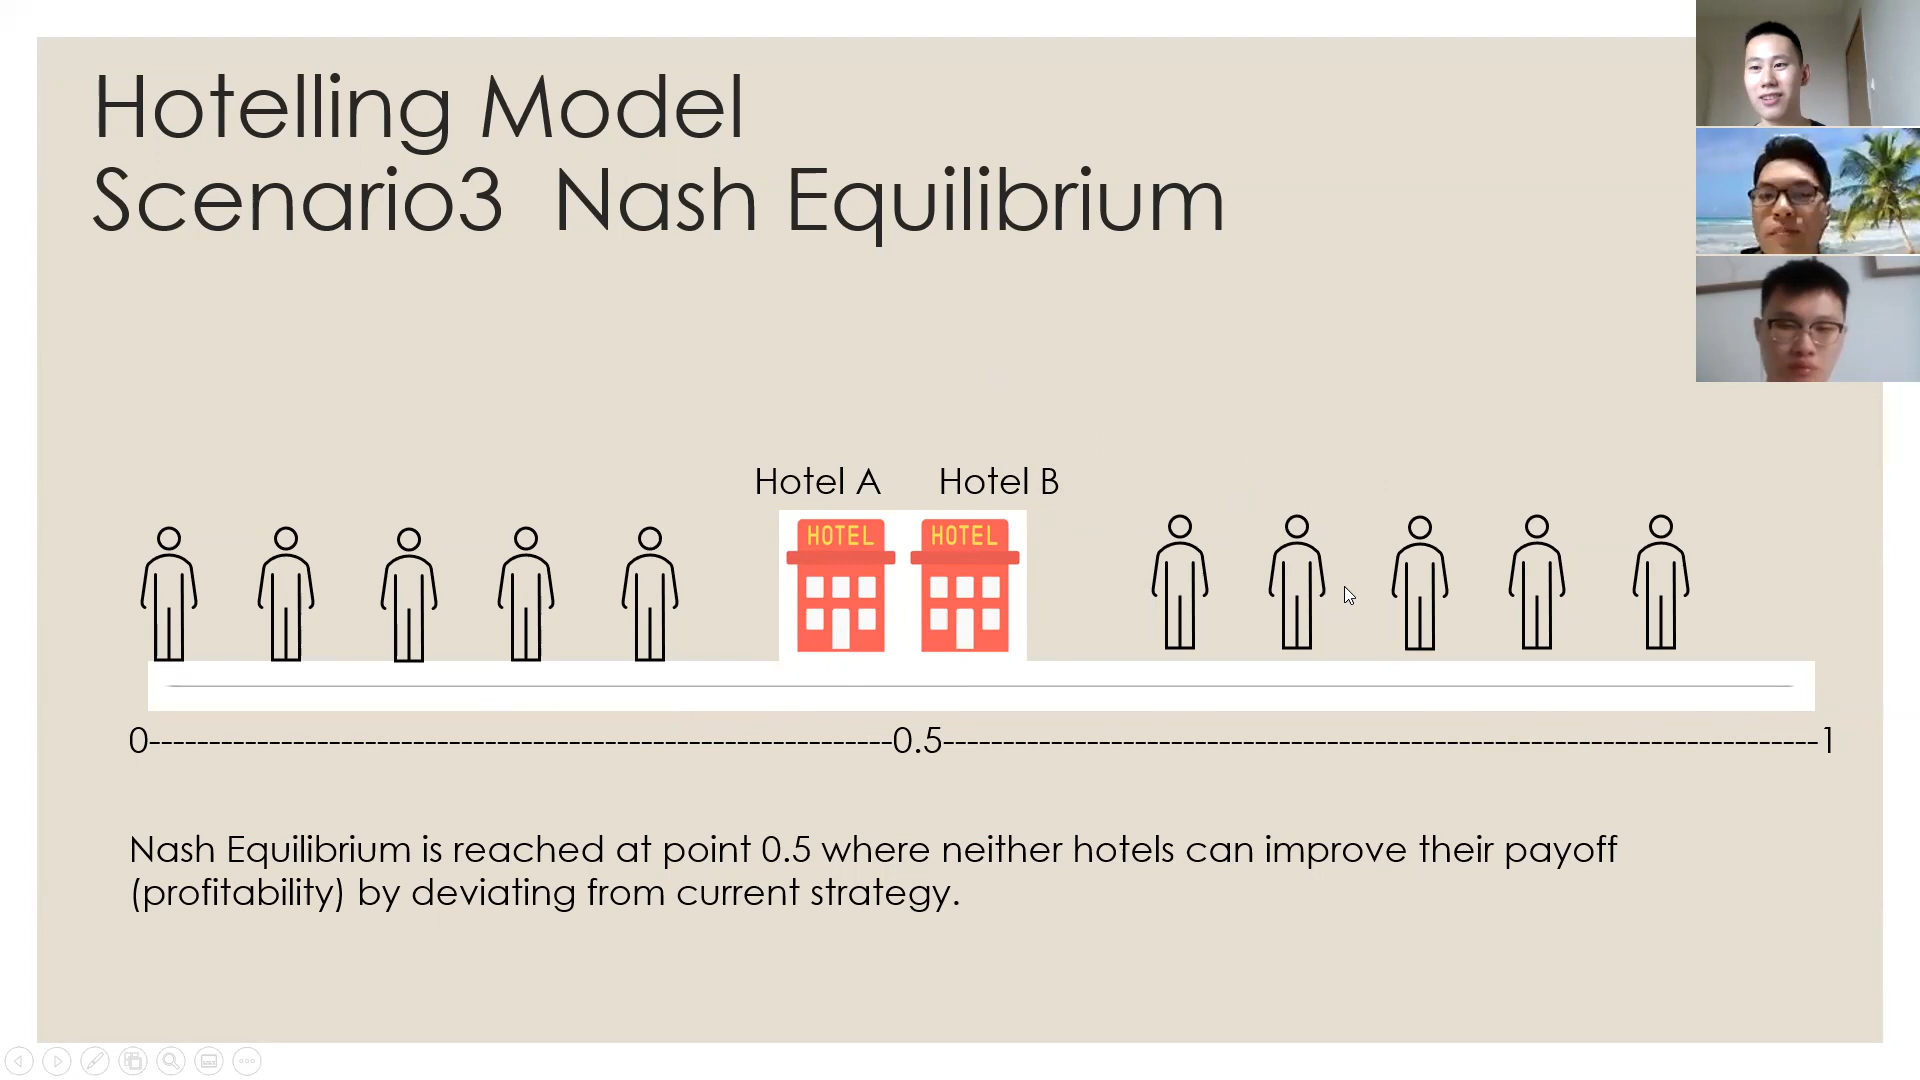 Hotelling Model
Scenario3  Nash Equilibrium
Hotel A
Hotel B
HOTEL
HOTEL
0--------------------------------------------------------------0.5-------------------------------------------------------------------------1
Nash Equilibrium is reached at point 0.5 where neither hotels can improve their payoff
(profitability) by deviating from current strategy.